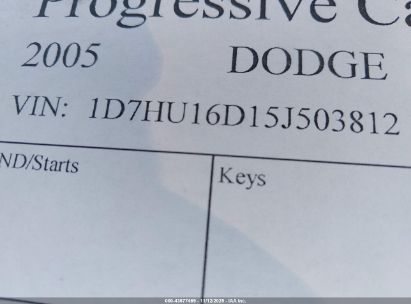 Progressive Ca
2005 DODGE
VIN: 1D7HU16D15J503812
ND/Starts
Keys